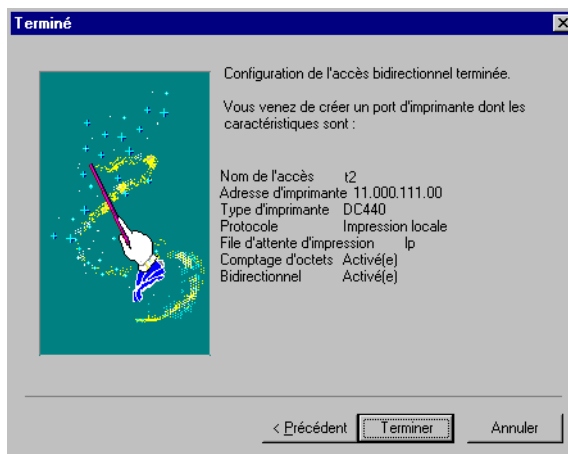 Terminé
Configuration de l'accès bidirectionnel terminée.
Vous venez de créer un port d'imprimante dont les
caractéristiques sont :
Nom de l'accès t2
Adresse d'imprimante 11.000.111.00
Type d'imprimante DC440
Protocole Impression locale
File d'attente d'impression lp
Comptage d'octets Activé(e)
Bidirectionnel Activé(e)
< Précédent Terminer Annuler